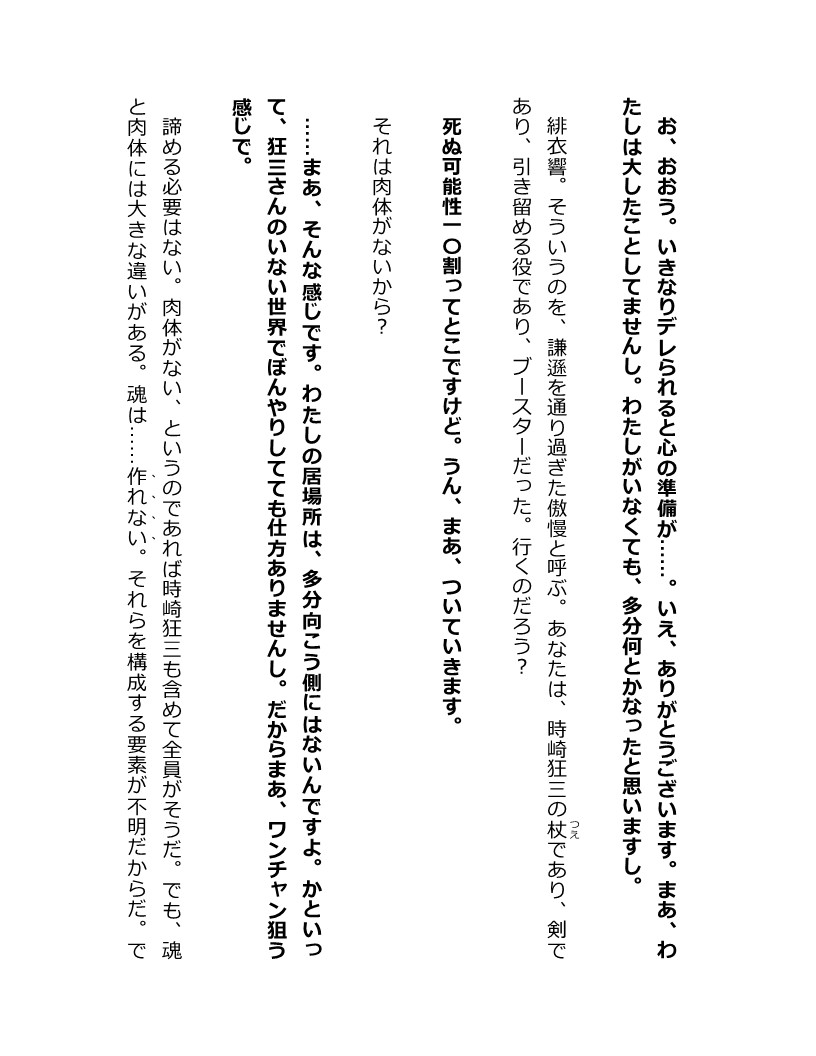 お、おおう。いきなりデレられると心の準備が……。いえ、ありがとうございます。まあ、わ
たしは大したことしてませんし。わたしがいなくても、多分何とかなったと思いますし。
緋衣響。そういうのを、謙遜を通り過ぎた傲慢と呼ぶ。あなたは、時崎狂三の杖であり、剣で
つえ
あり、引き留める役であり、ブースターだった。行くのだろう？
死ぬ可能性一〇割ってとこですけど。うん、まあ、ついていきます。
それは肉体がないから？
……まあ、そんな感じです。わたしの居場所は、多分向こう側にはないんですよ。かといっ
て、狂三さんのいない世界でぼんやりしてても仕方ありませんし。だからまあ、ワンチャン狙う
感じで。
諦める必要はない。肉体がない、というのであれば時崎狂三も含めて全員がそうだ。でも、魂
と肉体には大きな違いがある。魂は……作れない。それらを構成する要素が不明だからだ。で